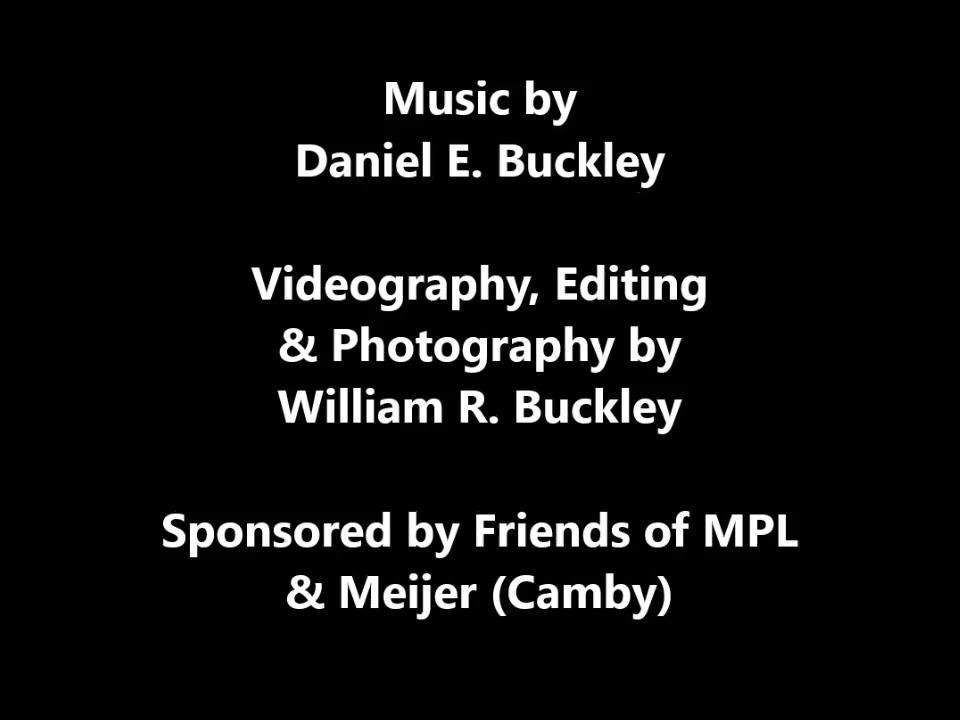 Music by
Daniel E. Buckley
Videography, Editing
& Photography by
William R. Buckley
Sponsored by Friends of MPL
& Meijer (Camby)